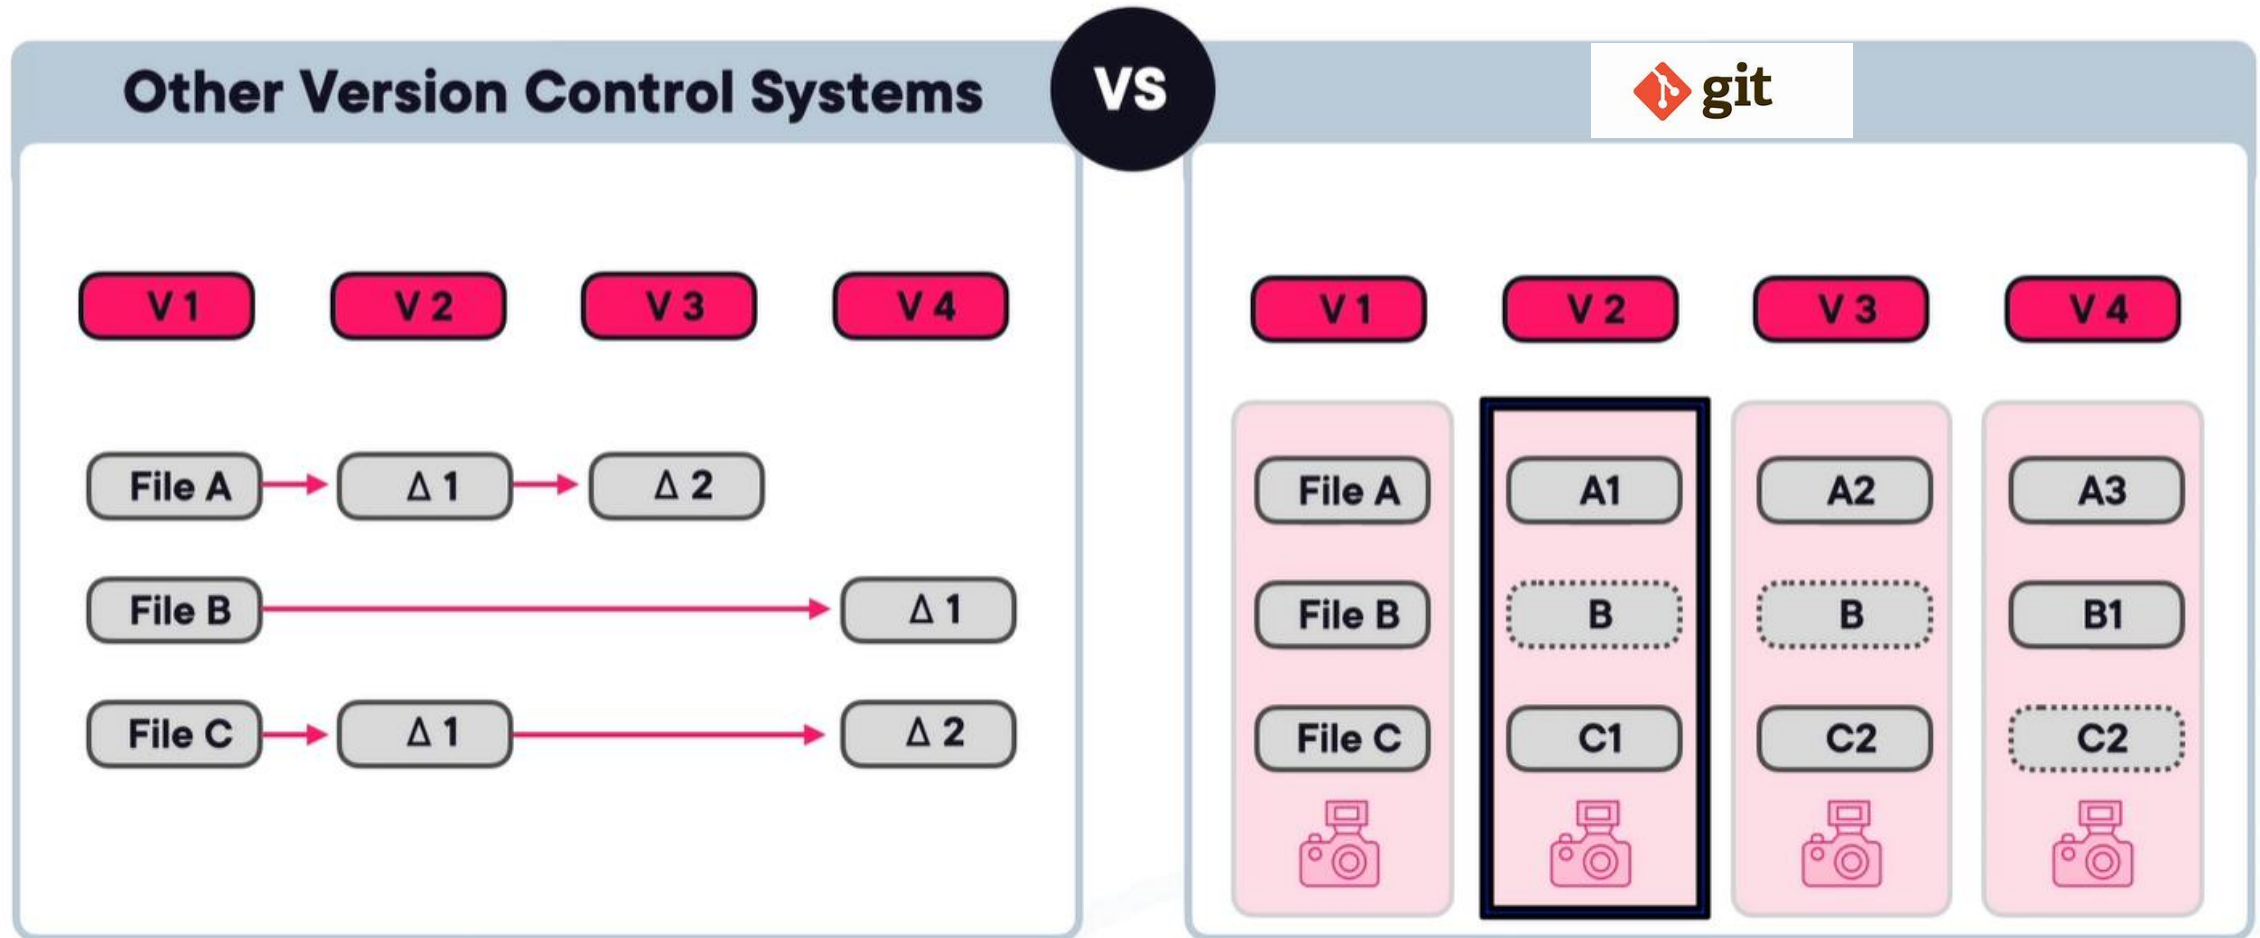 Other Version Control Systems
VS
git
V 1 V 2 V 3 V 4
File A Δ 1 Δ 2
File B Δ 1
File C Δ 1 Δ 2
V 1 V 2 V 3 V 4
File A A1 A2 A3
File B B B B1
File C C1 C2 C2